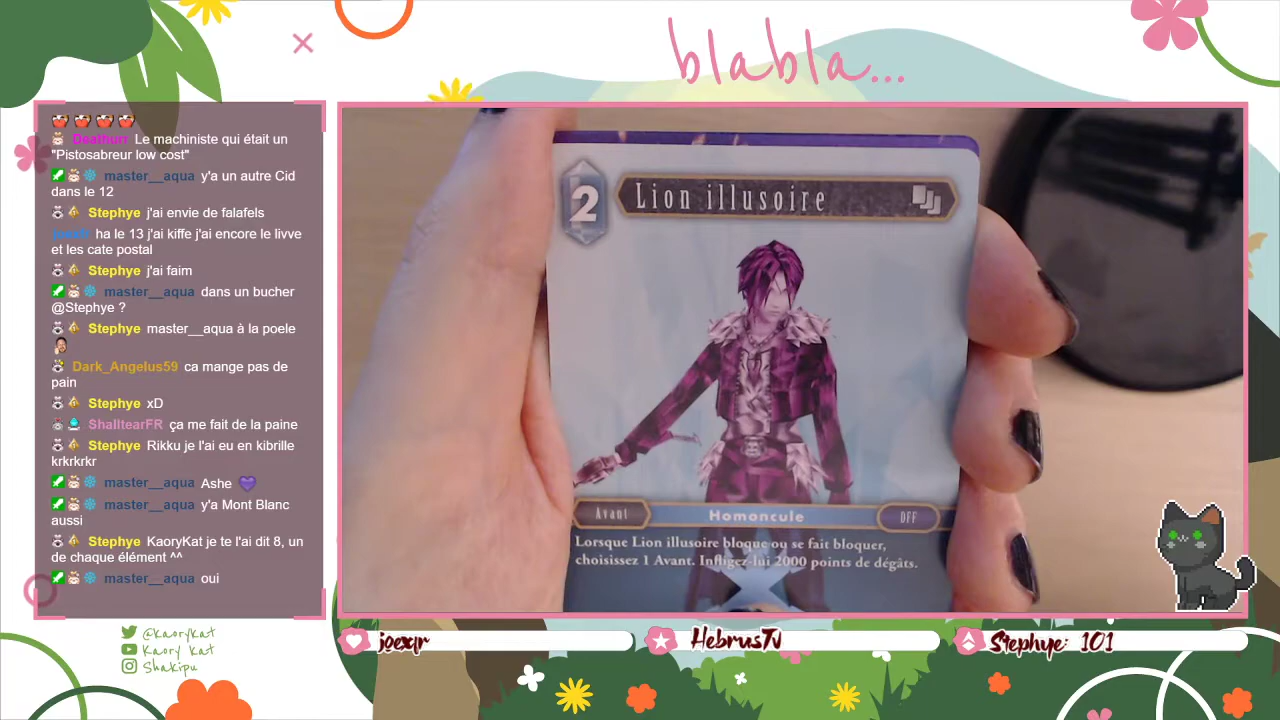 blabla...
Deathurr Le machiniste qui était un
"Pistosabreur low cost"
master__aqua y'a un autre Cid
dans le 12
Stephye j'ai envie de falafels
ha le 13 j'ai kiffe j'ai encore le livve
et les cate postal
Stephye j'ai faim
master__aqua dans un bucher
@Stephye ?
Stephye master__aqua à la poele
Dark_Angelus59 ca mange pas de
pain
Stephye xD
ShalltearFR ça me fait de la paine
Stephye Rikku je l'ai eu en kibrille
krkrkrkr
master__aqua Ashe
master__aqua y'a Mont Blanc
aussi
Stephye KaoryKat je te l'ai dit 8, un
de chaque élément ^^
master__aqua oui
2
Lion illusoire
Avant
Homoncule
DFF
Lorsque Lion illusoire bloque ou se fait bloquer,
choisissez 1 Avant. Infligez-lui 2000 points de dégâts.
@kaorykat
Kaory kat
Shakipu
joexjr
HebrusTv
Stephye: 101